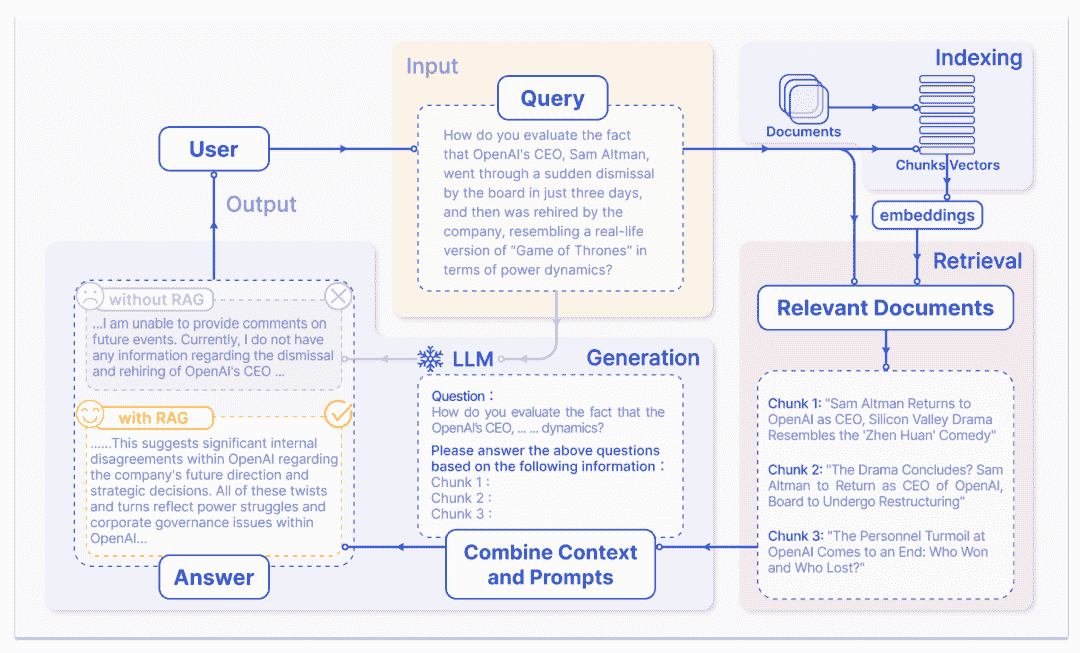 Input
Query
How do you evaluate the fact
that OpenAI's CEO, Sam Altman,
went through a sudden dismissal
by the board in just three days,
and then was rehired by the
company, resembling a real-life
version of "Game of Thrones" in
terms of power dynamics?
Indexing
Documents
Chunks Vectors
embeddings
User
Output
Retrieval
Relevant Documents
Chunk 1: "Sam Altman Returns to
OpenAI as CEO, Silicon Valley Drama
Resembles the 'Zhen Huan' Comedy"
Chunk 2: "The Drama Concludes? Sam
Altman to Return as CEO of OpenAI,
Board to Undergo Restructuring"
Chunk 3: "The Personnel Turmoil at
OpenAI Comes to an End: Who Won
and Who Lost?"
LLM
Generation
Question :
How do you evaluate the fact that the
OpenAI's CEO, ... ... dynamics?
Please answer the above questions
based on the following information :
Chunk 1 :
Chunk 2 :
Chunk 3 :
Combine Context
and Prompts
without RAG
...I am unable to provide comments on
future events. Currently, I do not have
any information regarding the dismissal
and rehiring of OpenAI's CEO ...
with RAG
......This suggests significant internal
disagreements within OpenAI regarding
the company's future direction and
strategic decisions. All of these twists
and turns reflect power struggles and
corporate governance issues within
OpenAI...
Answer